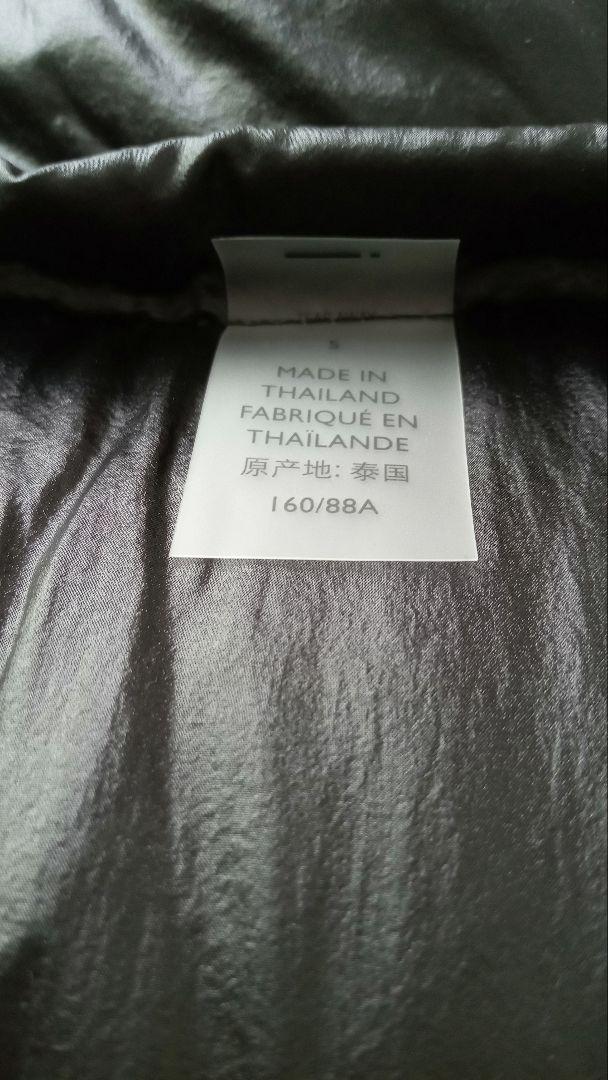 S
MADE IN
THAILAND
FABRIQUÉ EN
THAÏLANDE
原产地: 泰国
160/88A